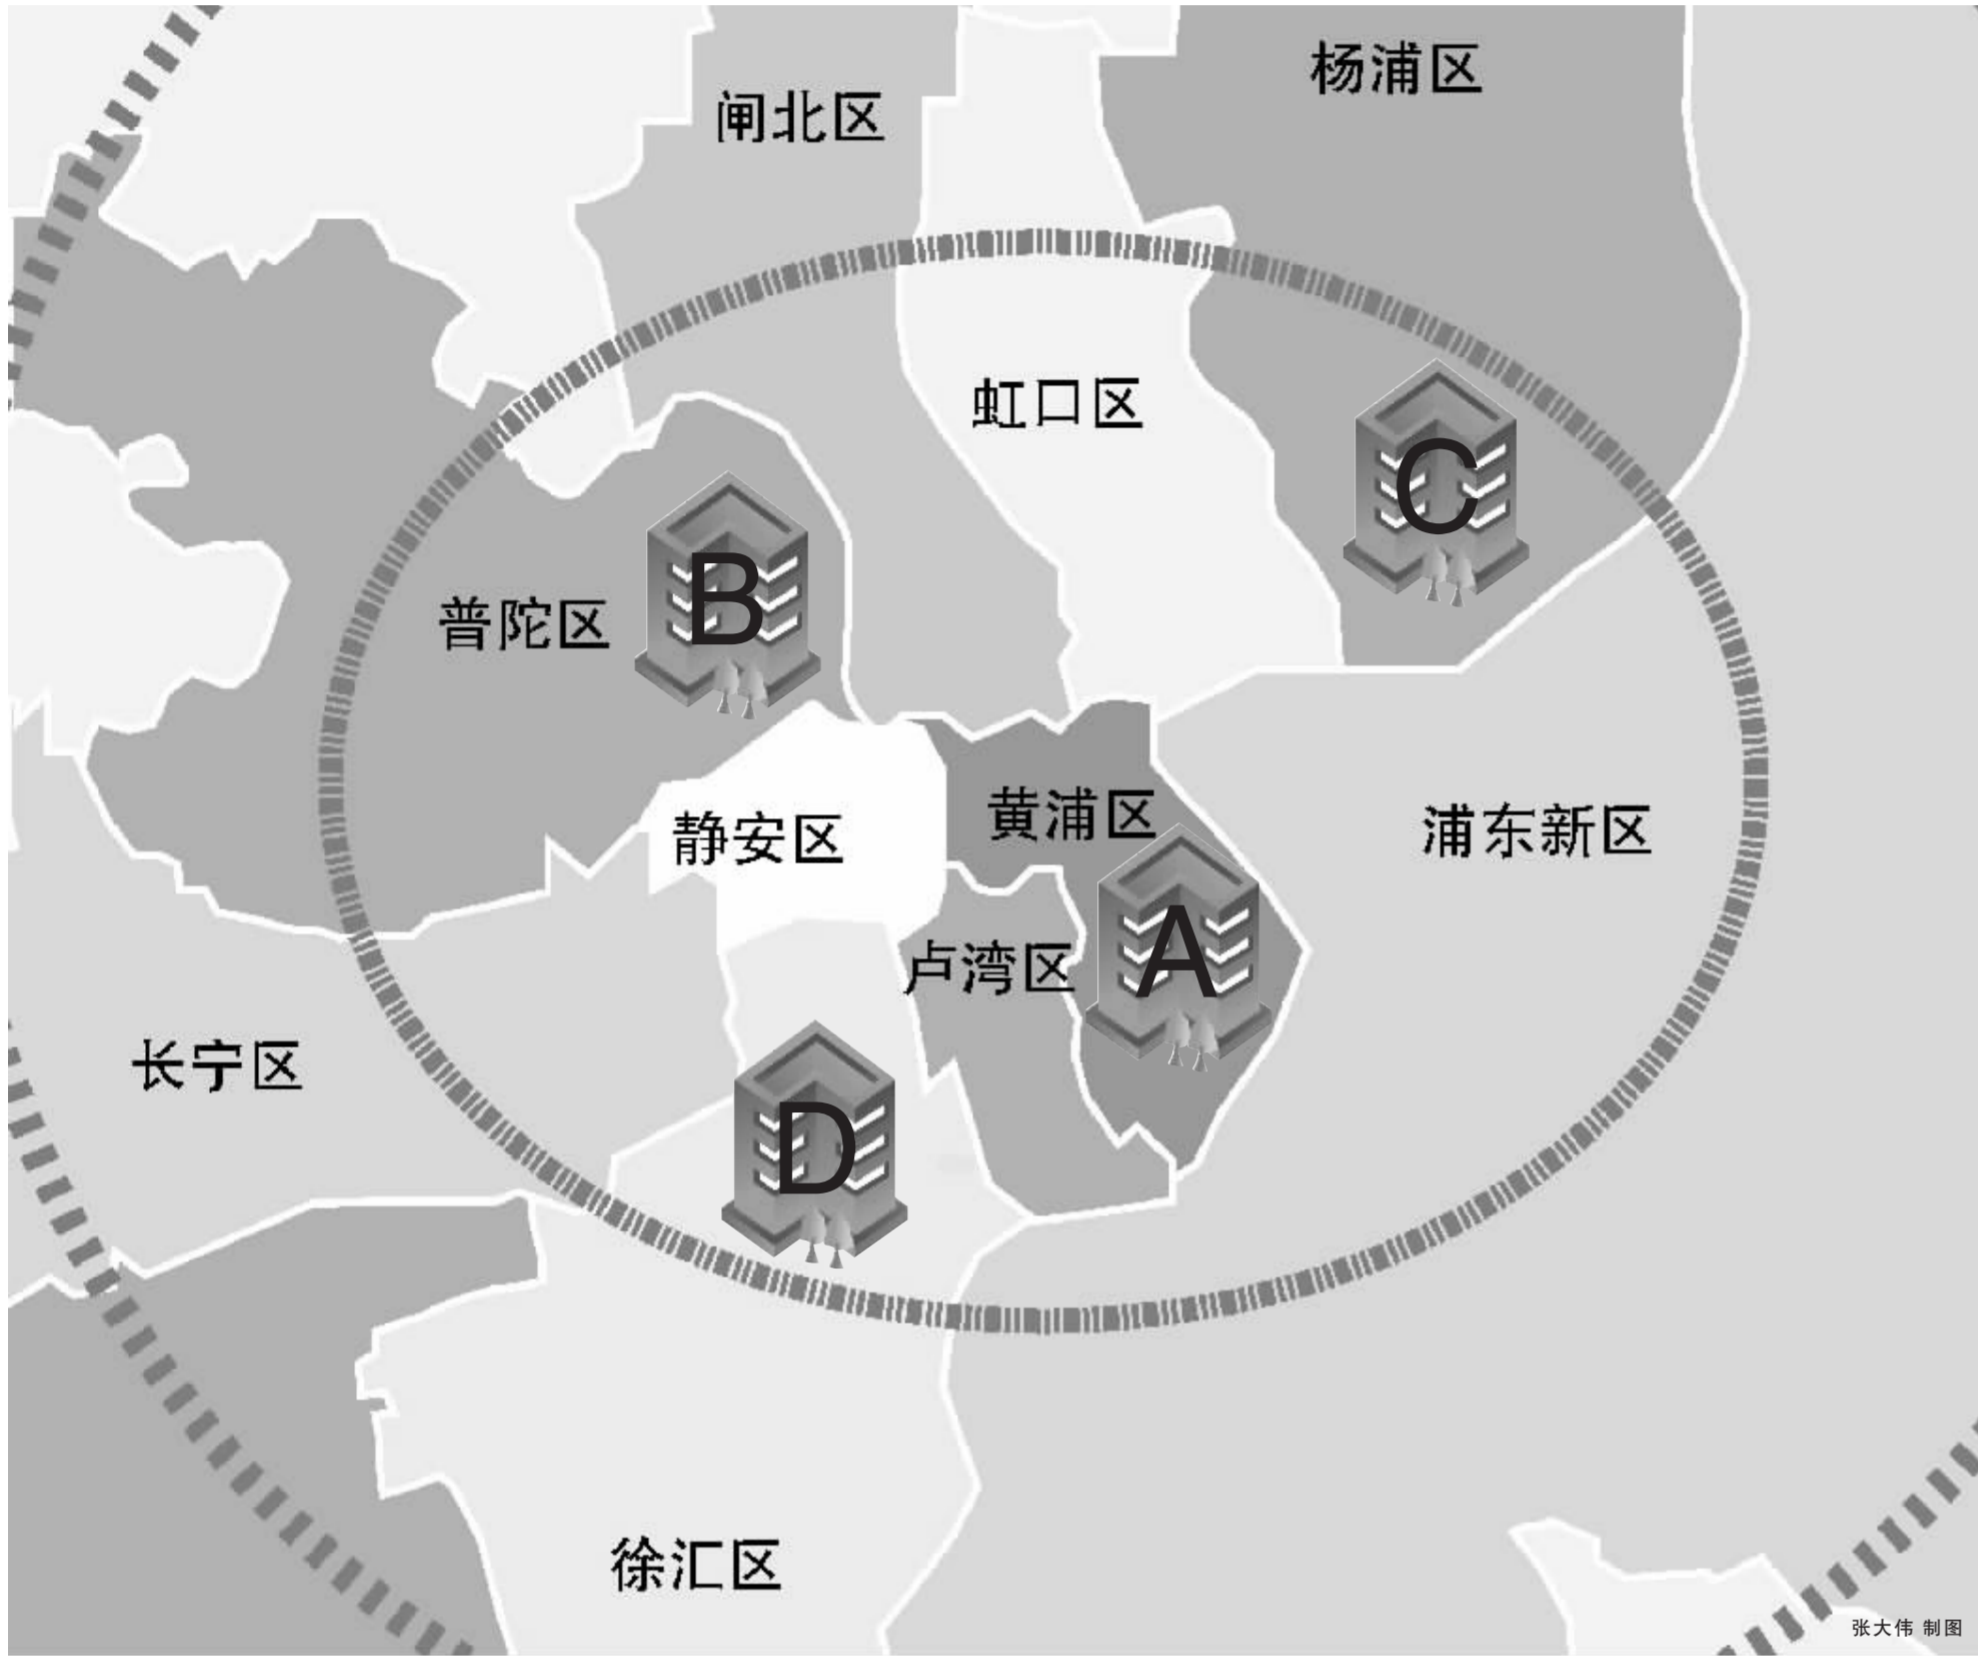 杨浦区
闸北区
虹口区
C
B
普陀区
黄浦区
静安区
浦东新区
A
卢湾区
长宁区
D
徐汇区
张大伟 制图